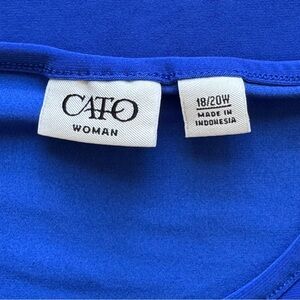 CATO
WOMAN
18/20W
MADE IN
INDONESIA